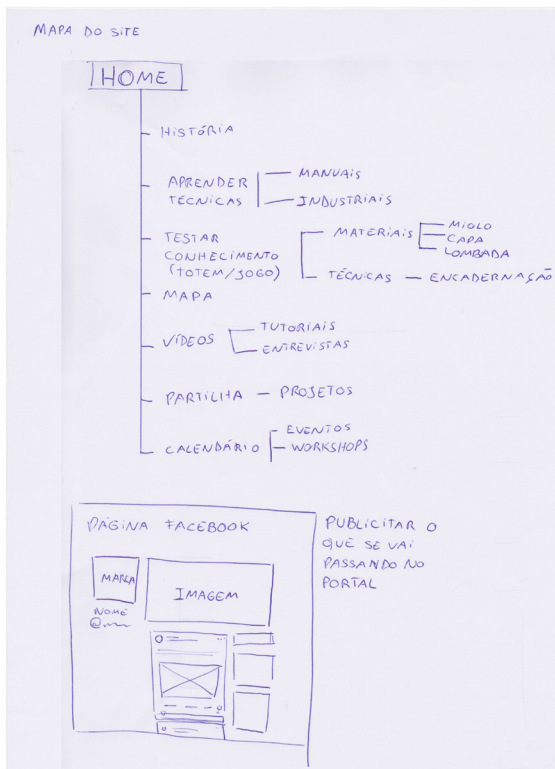 MAPA DO SITE
HOME
HISTÓRIA
APRENDER
TÉCNICAS
MANUAIS
INDUSTRIAIS
TESTAR
CONHECIMENTO
(TOTEM/JOGO)
MATERIAIS
MIOLO
CAPA
LOMBADA
TÉCNICAS — ENCADERNAÇÃO
MAPA
VÍDEOS
TUTORIAIS
ENTREVISTAS
PARTILHA — PROJETOS
CALENDÁRIO
EVENTOS
WORKSHOPS
PÁGINA FACEBOOK
MARCA
IMAGEM
NOME
@
PUBLICITAR O
QUE SE VAI
PASSANDO NO
PORTAL